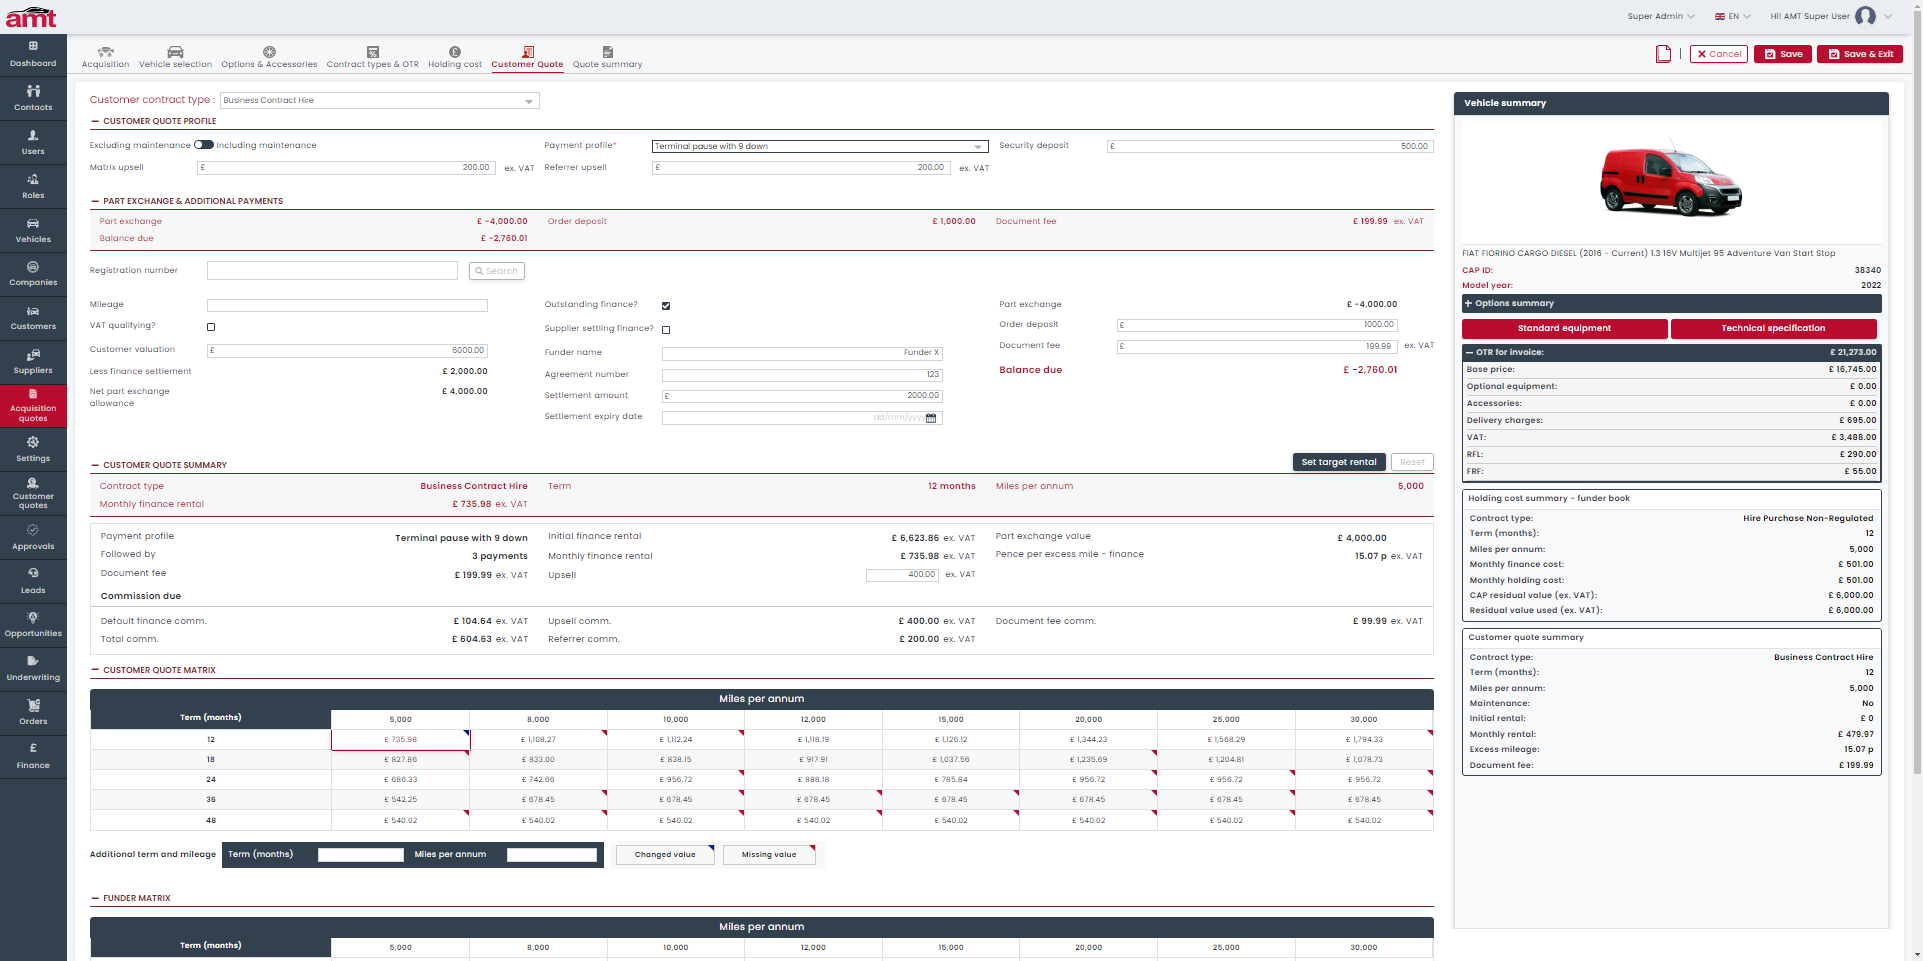 amt
Super Admin
EN
Hi! AMT Super User
Dashboard
Contacts
Users
Roles
Vehicles
Companies
Customers
Suppliers
Acquisition
quotes
Settings
Customer
quotes
Approvals
Leads
Opportunities
Underwriting
Orders
Finance
Acquisition Vehicle selection Options & Accessories Contract types & OTR Holding cost Customer Quote Quote summary
Cancel Save Save & Exit
Customer contract type : Business Contract Hire
CUSTOMER QUOTE PROFILE
Excluding maintenance Including maintenance Payment profile* Terminal pause with 9 down Security deposit £ 500.00
Matrix upsell £ 200.00 ex. VAT Referrer upsell £ 200.00 ex. VAT
PART EXCHANGE & ADDITIONAL PAYMENTS
Part exchange £ -4,000.00 Order deposit £ 1,000.00 Document fee £ 199.99 ex. VAT
Balance due £ -2,760.01
Registration number Search
Mileage Outstanding finance? Part exchange £ -4,000.00
VAT qualifying? Supplier settling finance? Order deposit £ 1000.00
Customer valuation £ 6000.00 Funder name Funder X Document fee £ 199.99 ex. VAT
Less finance settlement £ 2,000.00 Agreement number 123 Balance due £ -2,760.01
Net part exchange
allowance £ 4,000.00 Settlement amount £ 2000.00
Settlement expiry date dd/mm/yyyy
CUSTOMER QUOTE SUMMARY Set target rental Reset
Contract type Business Contract Hire Term 12 months Miles per annum 5,000
Monthly finance rental £ 735.98 ex. VAT
Payment profile Terminal pause with 9 down Initial finance rental £ 6,623.86 ex. VAT Part exchange value £ 4,000.00
Followed by 3 payments Monthly finance rental £ 735.98 ex. VAT Pence per excess mile - finance 15.07 p ex. VAT
Document fee £ 199.99 ex. VAT Upsell 400.00 ex. VAT
Commission due
Default finance comm. £ 104.64 ex. VAT Upsell comm. £ 400.00 ex. VAT Document fee comm. £ 99.99 ex. VAT
Total comm. £ 604.63 ex. VAT Referrer comm. £ 200.00 ex. VAT
CUSTOMER QUOTE MATRIX
Miles per annum
Term (months) 5,000 8,000 10,000 12,000 15,000 20,000 25,000 30,000
12 £ 735.98 £ 1,108.27 £ 1,112.24 £ 1,118.19 £ 1,126.12 £ 1,344.23 £ 1,568.29 £ 1,794.33
18 £ 827.86 £ 833.00 £ 838.15 £ 917.91 £ 1,037.56 £ 1,235.69 £ 1,204.81 £ 1,078.73
24 £ 686.33 £ 742.66 £ 956.72 £ 888.18 £ 785.84 £ 956.72 £ 956.72 £ 956.72
36 £ 542.25 £ 678.45 £ 678.45 £ 678.45 £ 678.45 £ 678.45 £ 678.45 £ 678.45
48 £ 540.02 £ 540.02 £ 540.02 £ 540.02 £ 540.02 £ 540.02 £ 540.02 £ 540.02
Additional term and mileage Term (months) Miles per annum Changed value Missing value
FUNDER MATRIX
Miles per annum
Term (months) 5,000 8,000 10,000 12,000 15,000 20,000 25,000 30,000
Vehicle summary
FIAT FIORINO CARGO DIESEL (2016 - Current) 1.3 16V Multijet 95 Adventure Van Start Stop
CAP ID: 38340
Model year: 2022
Options summary
Standard equipment Technical specification
OTR for invoice: £ 21,273.00
Base price: £ 16,745.00
Optional equipment: £ 0.00
Accessories: £ 0.00
Delivery charges: £ 695.00
VAT: £ 3,488.00
RFL: £ 290.00
FRF: £ 55.00
Holding cost summary - funder book
Contract type: Hire Purchase Non-Regulated
Term (months): 12
Miles per annum: 5,000
Monthly finance cost: £ 501.00
Monthly holding cost: £ 501.00
CAP residual value (ex. VAT): £ 6,000.00
Residual value used (ex. VAT): £ 6,000.00
Customer quote summary
Contract type: Business Contract Hire
Term (months): 12
Miles per annum: 5,000
Maintenance: No
Initial rental: £ 0
Monthly rental: £ 479.97
Excess mileage: 15.07 p
Document fee: £ 199.99